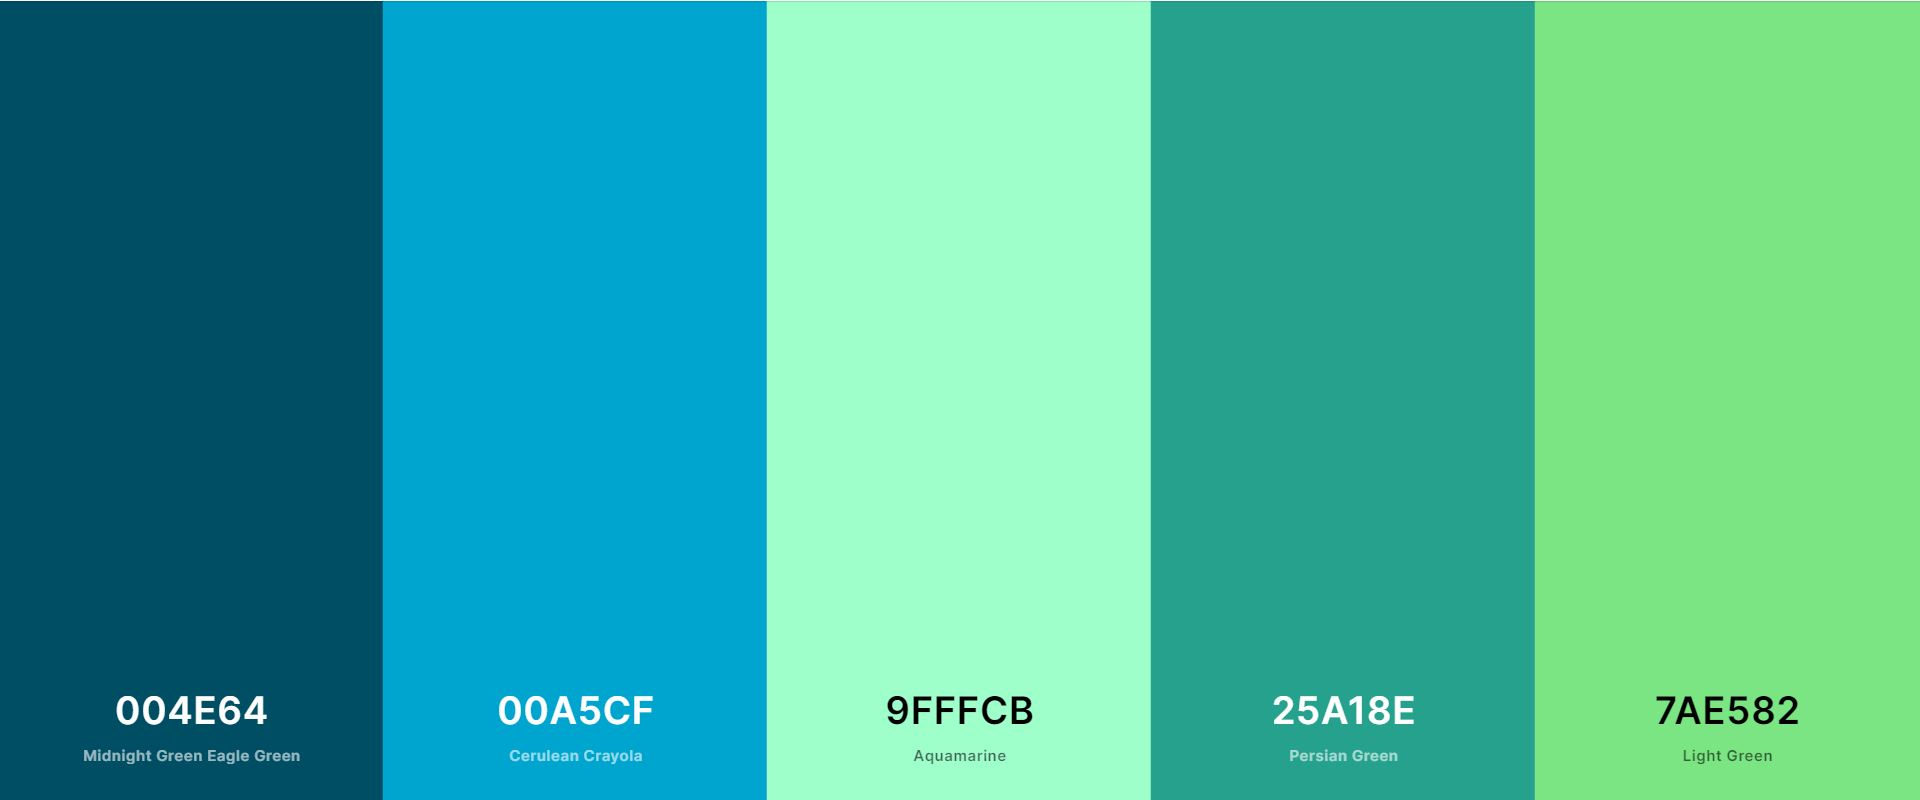 004E64
Midnight Green Eagle Green
00A5CF
Cerulean Crayola
9FFFCB
Aquamarine
25A18E
Persian Green
7AE582
Light Green